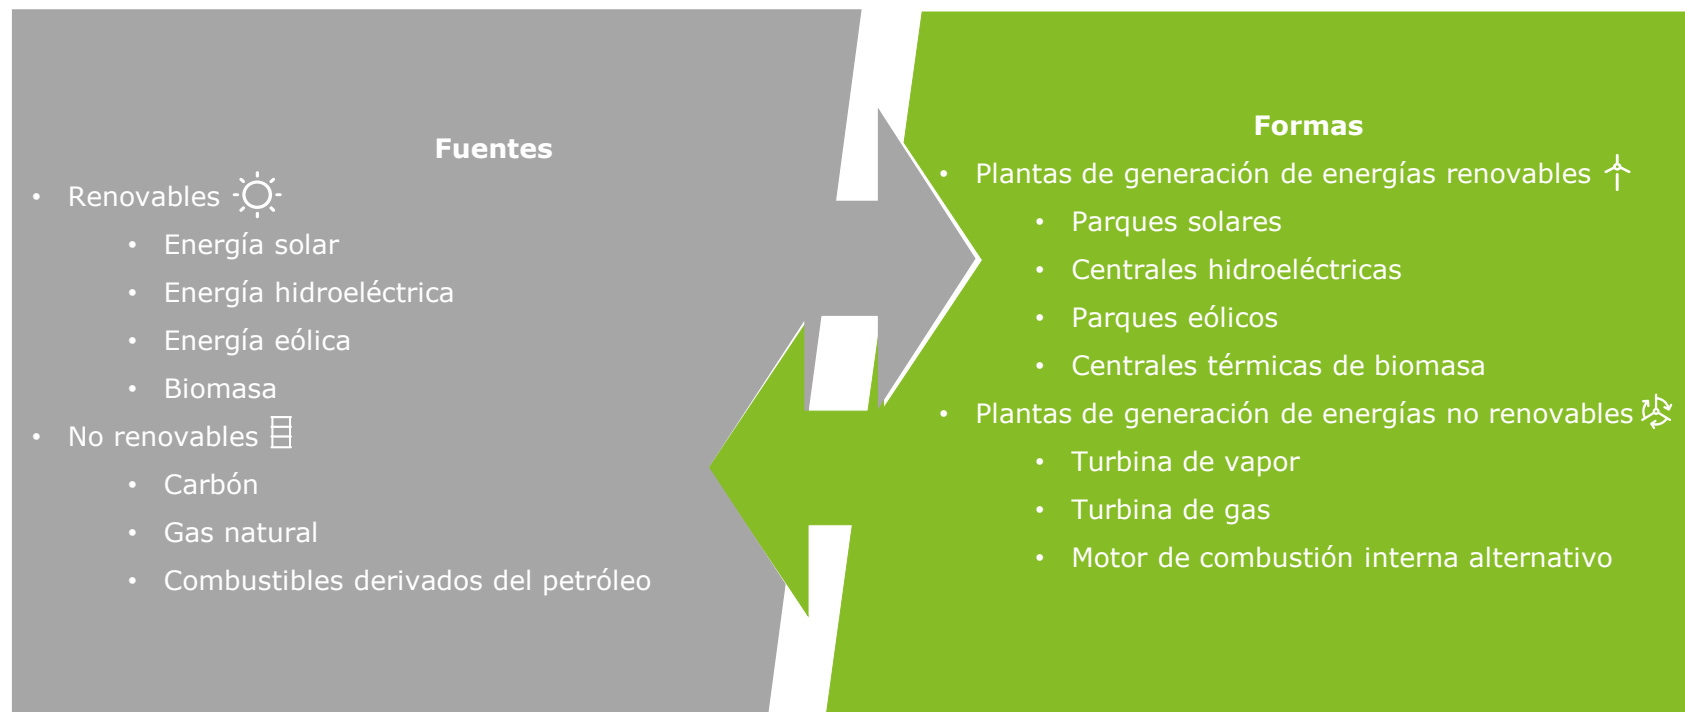 Fuentes
• Renovables
• Energía solar
• Energía hidroeléctrica
• Energía eólica
• Biomasa
• No renovables
• Carbón
• Gas natural
• Combustibles derivados del petróleo
Formas
• Plantas de generación de energías renovables
• Parques solares
• Centrales hidroeléctricas
• Parques eólicos
• Centrales térmicas de biomasa
• Plantas de generación de energías no renovables
• Turbina de vapor
• Turbina de gas
• Motor de combustión interna alternativo